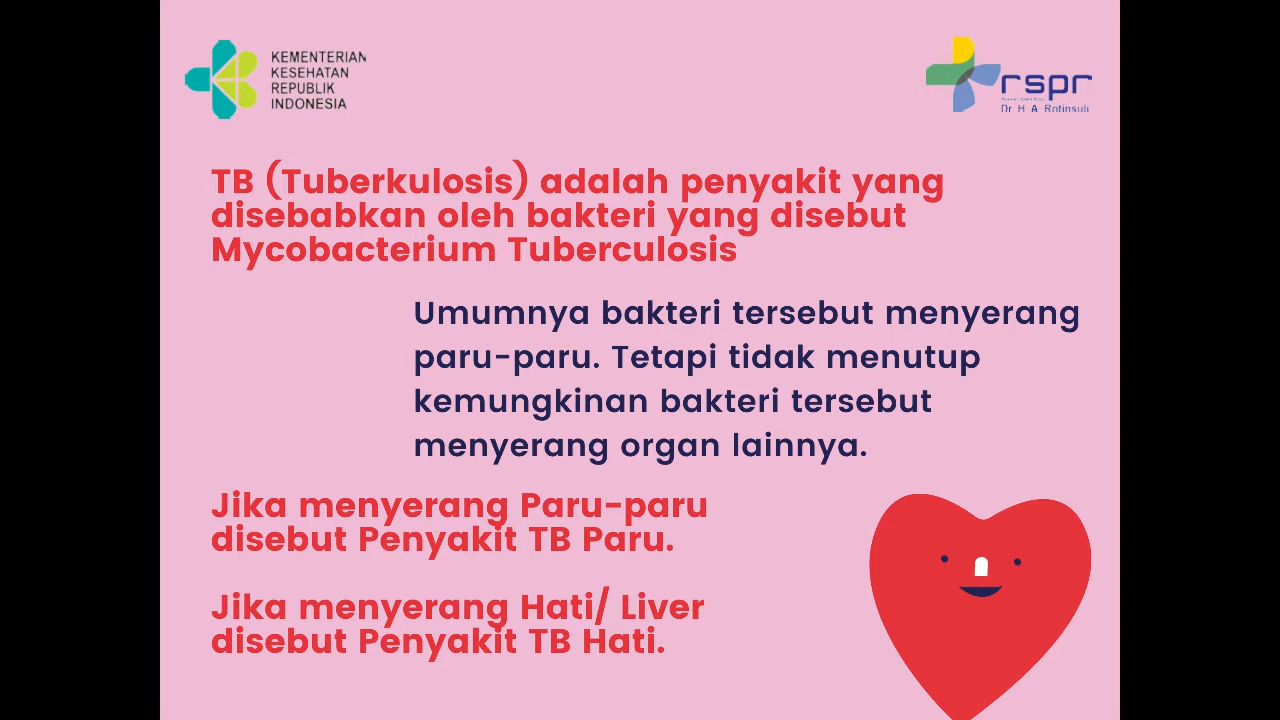 KEMENTERIAN
KESEHATAN
REPUBLIK
INDONESIA
rspr
Dr H A Rotinsulu
TB (Tuberkulosis) adalah penyakit yang
disebabkan oleh bakteri yang disebut
Mycobacterium Tuberculosis
Umumnya bakteri tersebut menyerang
paru-paru. Tetapi tidak menutup
kemungkinan bakteri tersebut
menyerang organ lainnya.
Jika menyerang Paru-paru
disebut Penyakit TB Paru.
Jika menyerang Hati/ Liver
disebut Penyakit TB Hati.